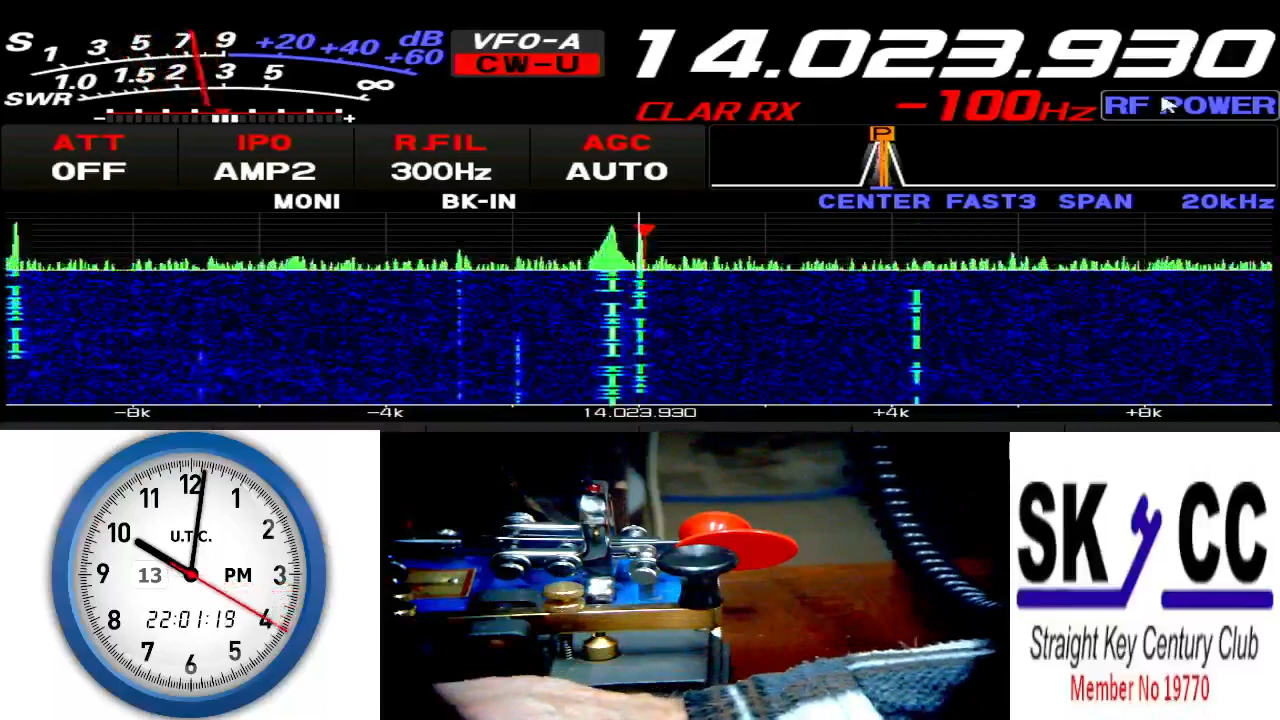 S 1 3 5 7 9 +20 +40 +60 dB
1.0 1.5 2 3 5 ∞
SWR
- +
VFO-A
CW-U
14.023.930
CLAR RX -100Hz RF POWER
ATT IPO R.FIL AGC
OFF AMP2 300Hz AUTO
P
MONI BK-IN CENTER FAST3 SPAN 20kHz
-8k -4k 14.023.930 +4k +8k
12
11 1
10 U.T.C. 2
9 13 PM 3
8 22:01:19 4
7 5
6
SK CC
Straight Key Century Club
Member No 19770